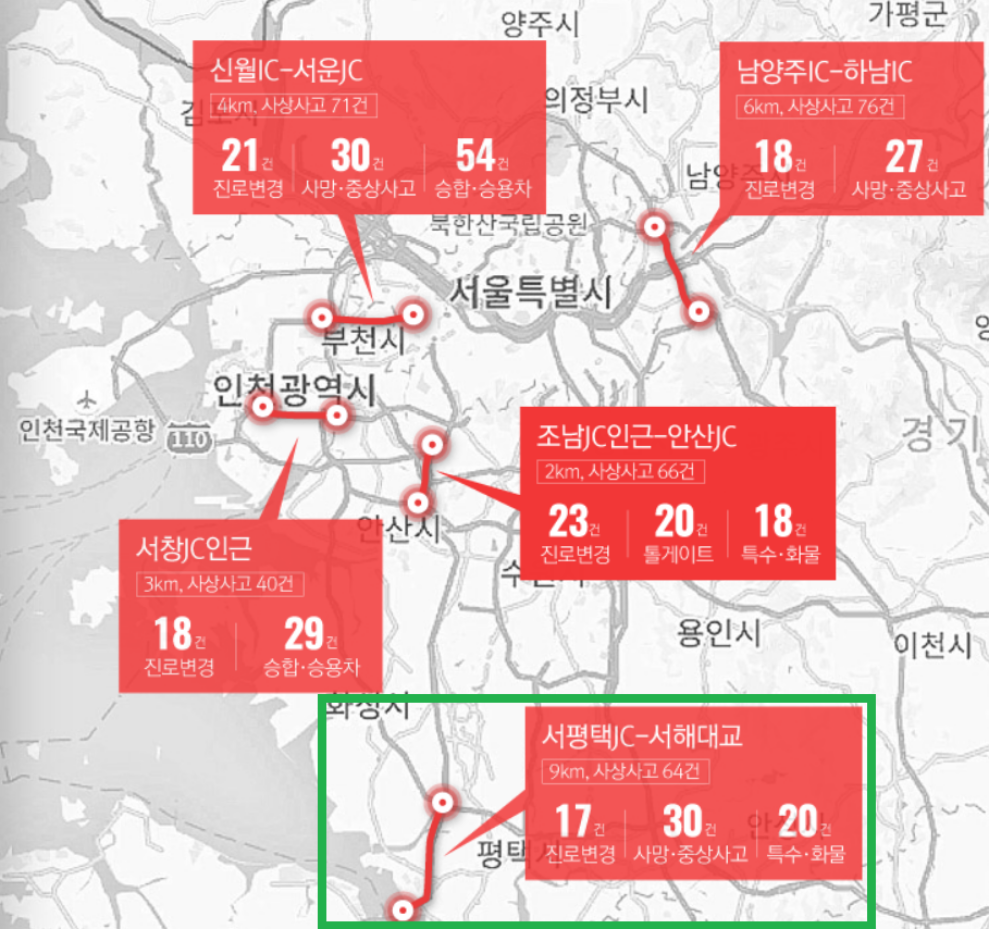 양주시
가평군
신월IC-서운JC
4km, 사상사고 71건
21건 30건 54건
진로변경 사망·중상사고 승합·승용차
의정부시
남양주IC-하남IC
6km, 사상사고 76건
18건 27건
진로변경 사망·중상사고
북한산국립공원
서울특별시
부천시
인천광역시
인천국제공항
110
경기
조남JC인근-안산JC
2km, 사상사고 66건
23건 20건 18건
진로변경 톨게이트 특수·화물
안산시
서창JC인근
3km, 사상사고 40건
18건 29건
진로변경 승합·승용차
용인시
이천시
화성시
서평택JC-서해대교
9km, 사상사고 64건
17건 30건 20건
진로변경 사망·중상사고 특수·화물